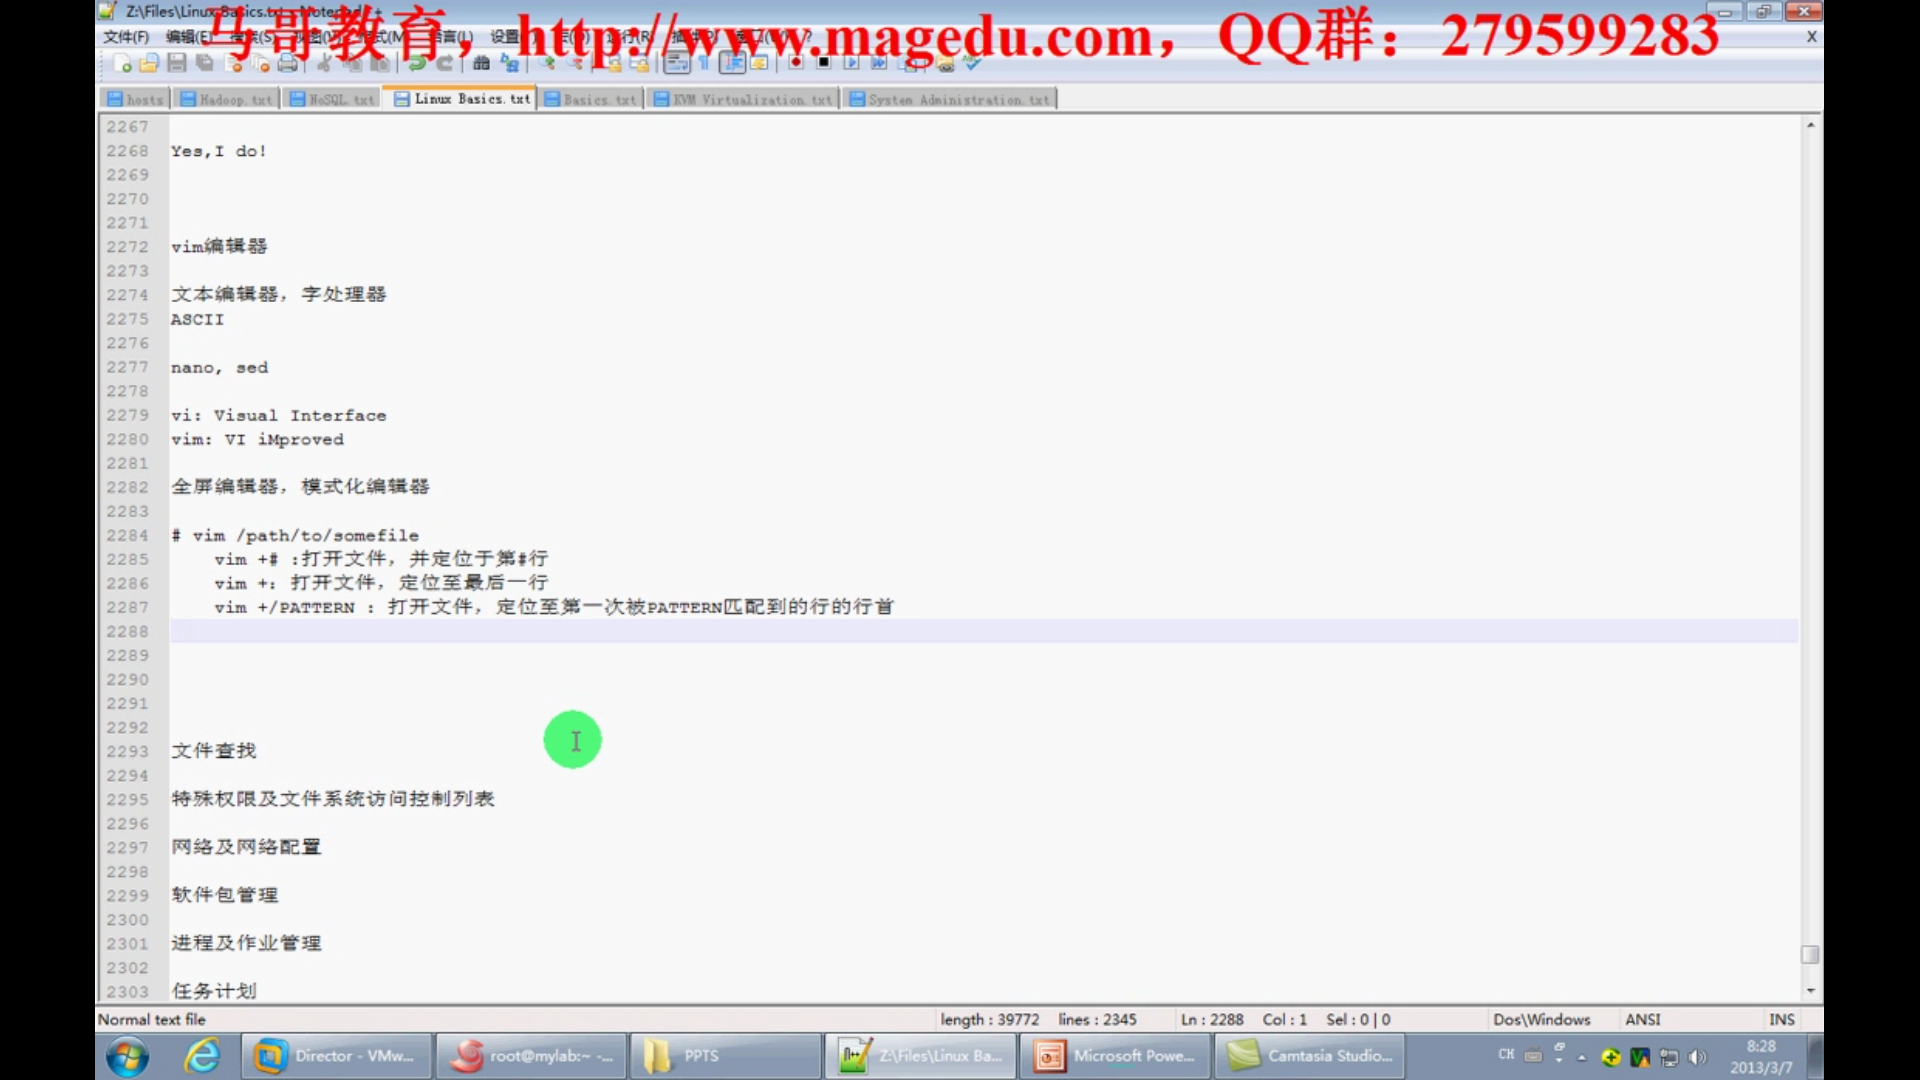 Z:\Files\Linux Basics.txt - Notepad++
马哥教育，http://www.magedu.com，QQ群：279599283
文件(F) 编辑(E) 语言(L) 设置 X
hosts Hadoop.txt NoSQL.txt Linux Basics.txt Basics.txt KVM Virtualization.txt System Administration.txt
2267
2268 Yes,I do!
2269
2270
2271
2272 vim编辑器
2273
2274 文本编辑器，字处理器
2275 ASCII
2276
2277 nano, sed
2278
2279 vi: Visual Interface
2280 vim: VI iMproved
2281
2282 全屏编辑器，模式化编辑器
2283
2284 # vim /path/to/somefile
2285 vim +# :打开文件，并定位于第#行
2286 vim +: 打开文件，定位至最后一行
2287 vim +/PATTERN : 打开文件，定位至第一次被PATTERN匹配到的行的行首
2288
2289
2290
2291
2292
2293 文件查找
2294
2295 特殊权限及文件系统访问控制列表
2296
2297 网络及网络配置
2298
2299 软件包管理
2300
2301 进程及作业管理
2302
2303 任务计划
Normal text file length : 39772 lines : 2345 Ln : 2288 Col : 1 Sel : 0 | 0 Dos\Windows ANSI INS
Director - VMw... root@mylab:~ -... PPTS Z:\Files\Linux Ba... Microsoft Powe... Camtasia Studio... CH 8:28
2013/3/7